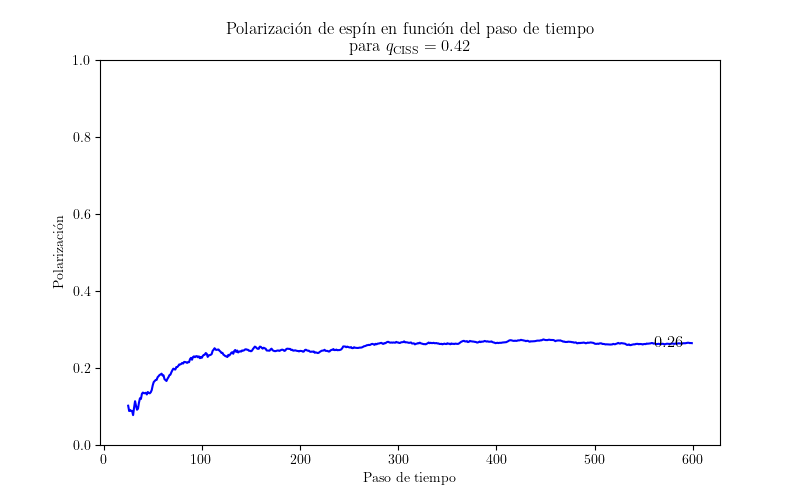 Polarización de espín en función del paso de tiempo
para q_CISS = 0.42
1.0
0.8
0.6
0.4
0.2
0.0
Polarización
0.26
0 100 200 300 400 500 600
Paso de tiempo